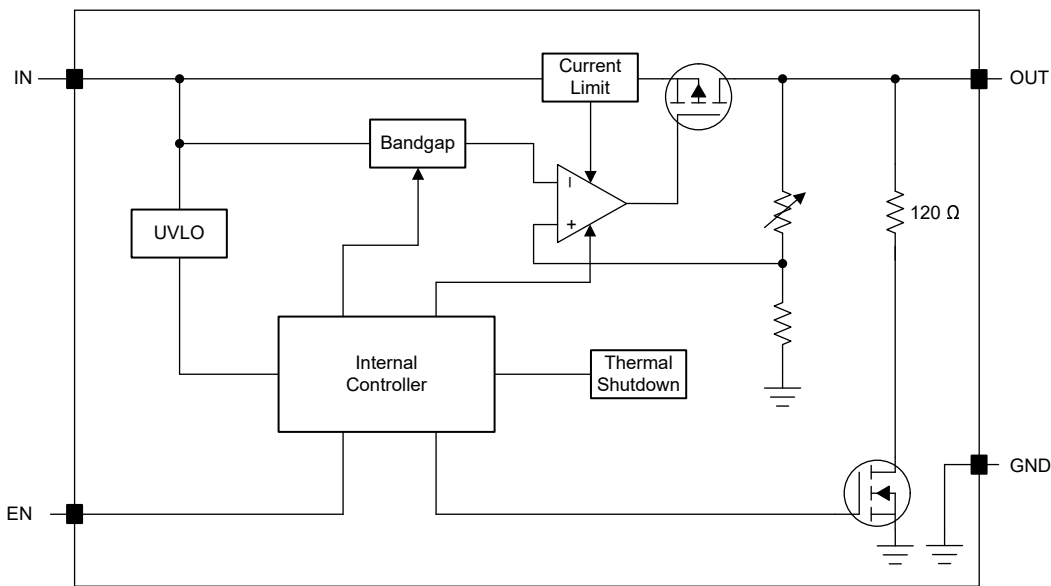 IN
Current
Limit
OUT
Bandgap
−
+
UVLO
120 Ω
Internal
Controller
Thermal
Shutdown
GND
EN